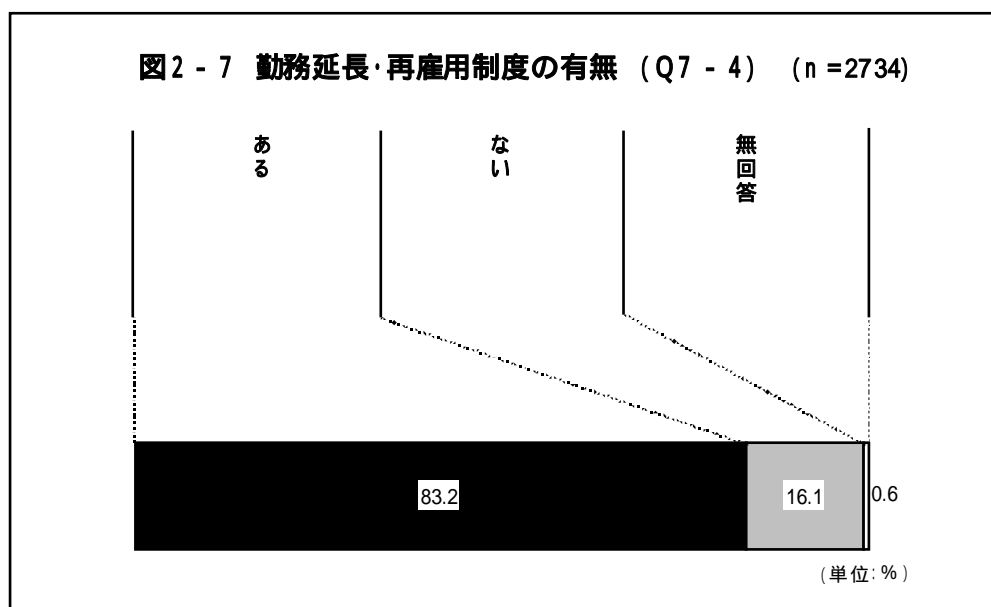 図2-7 勤務延長・再雇用制度の有無 (Q7-4) (n=2734)
ある
ない
無回答
83.2
16.1
0.6
(単位:%)